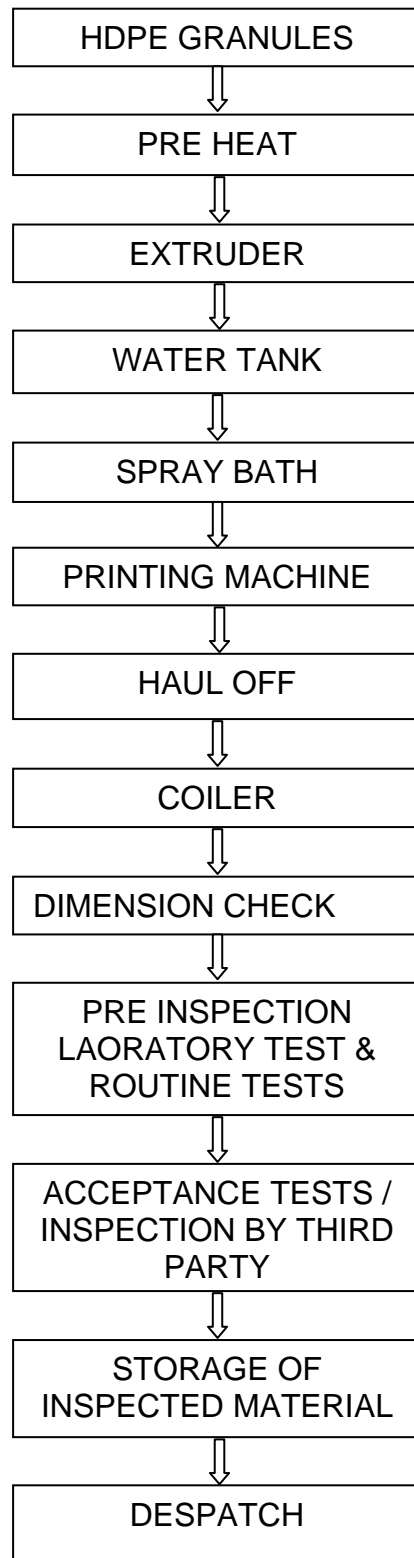 HDPE GRANULES
PRE HEAT
EXTRUDER
WATER TANK
SPRAY BATH
PRINTING MACHINE
HAUL OFF
COILER
DIMENSION CHECK
PRE INSPECTION
LAORATORY TEST &
ROUTINE TESTS
ACCEPTANCE TESTS /
INSPECTION BY THIRD
PARTY
STORAGE OF
INSPECTED MATERIAL
DESPATCH